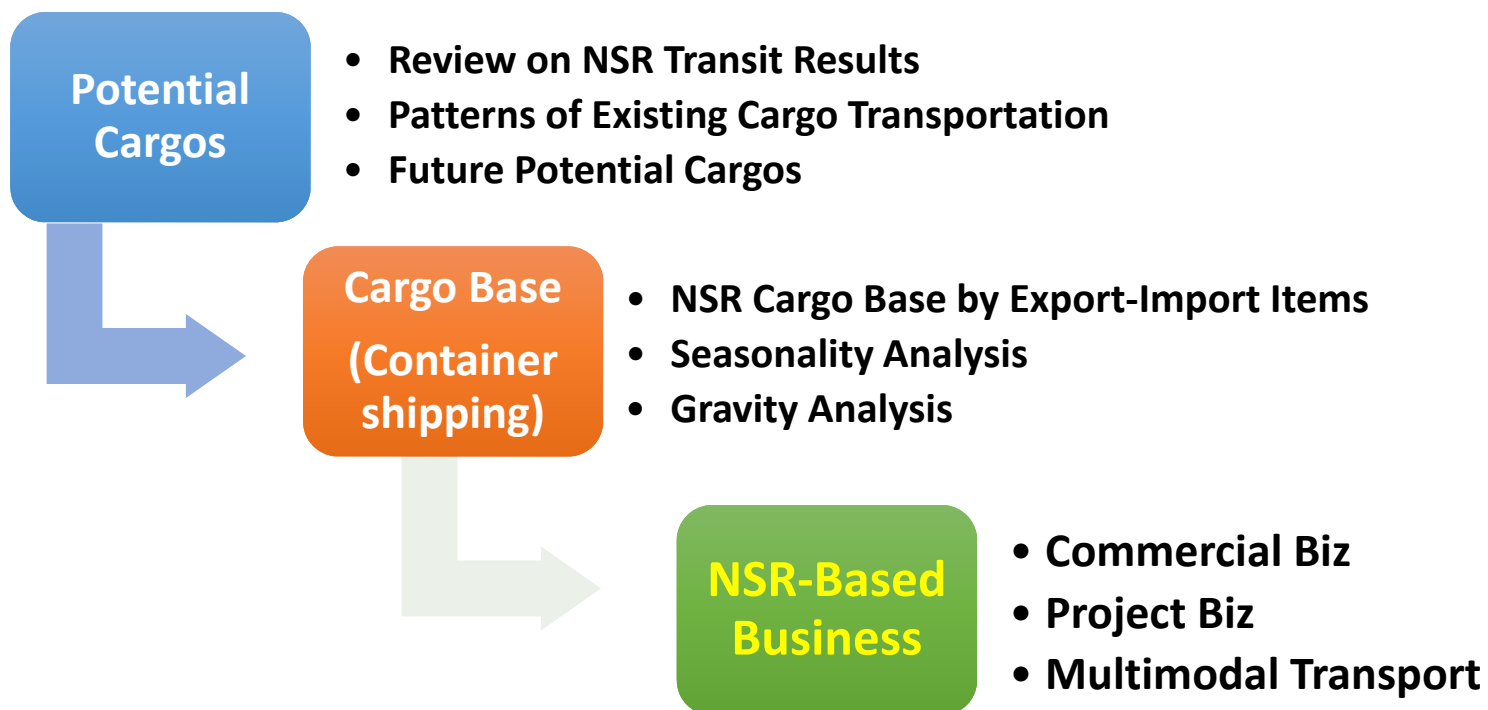 Potential
Cargos
• Review on NSR Transit Results
• Patterns of Existing Cargo Transportation
• Future Potential Cargos
Cargo Base
(Container
shipping)
• NSR Cargo Base by Export-Import Items
• Seasonality Analysis
• Gravity Analysis
NSR-Based
Business
• Commercial Biz
• Project Biz
• Multimodal Transport